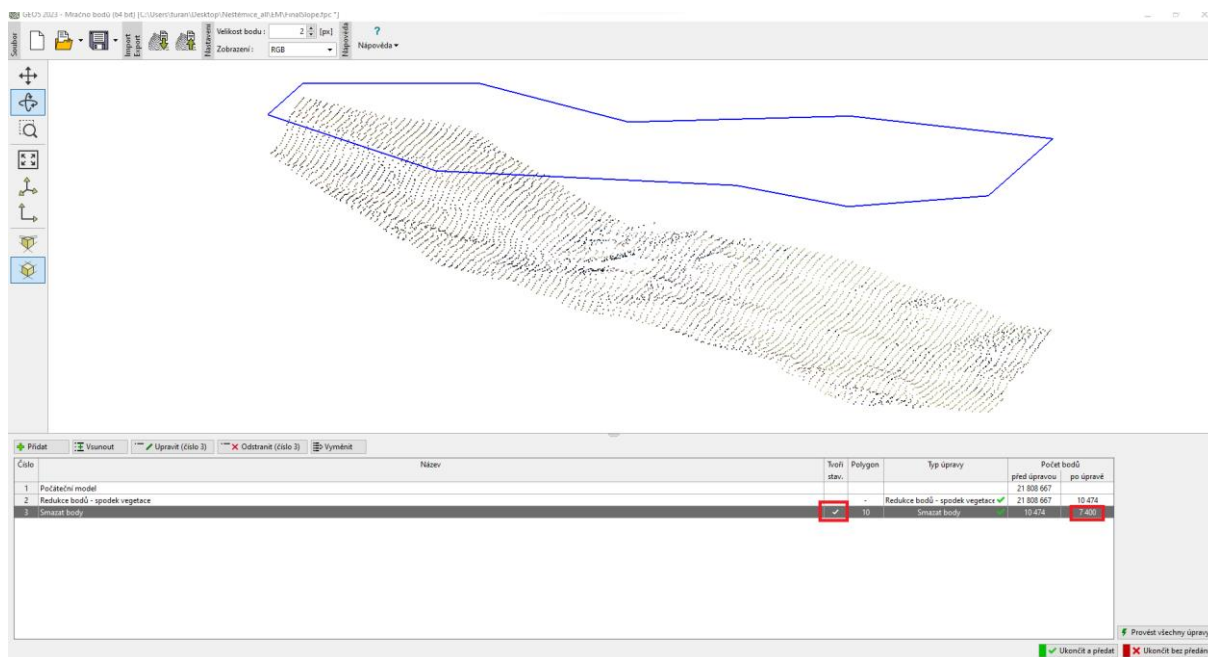 GEO5 2023 - Mračno bodů (64 bit) [C:\Users\turan\Desktop\Neštěmice_all\EM\FinalSlope.fpc *]
Soubor
Import
Export
Nastavení
Velikost bodu : 2 [px]
Zobrazení : RGB
Nápověda
?
Nápověda
Přidat Vsunout Upravit (číslo 3) Odstranit (číslo 3) Vyměnit
Číslo Název Tvoří stav. Polygon Typ úpravy Počet bodů
před úpravou po úpravě
1 Počáteční model 21 808 667
2 Redukce bodů - spodek vegetace - Redukce bodů - spodek vegetace 21 808 667 10 474
3 Smazat body 10 Smazat body 10 474 7 400
Provést všechny úpravy
Ukončit a předat Ukončit bez předání